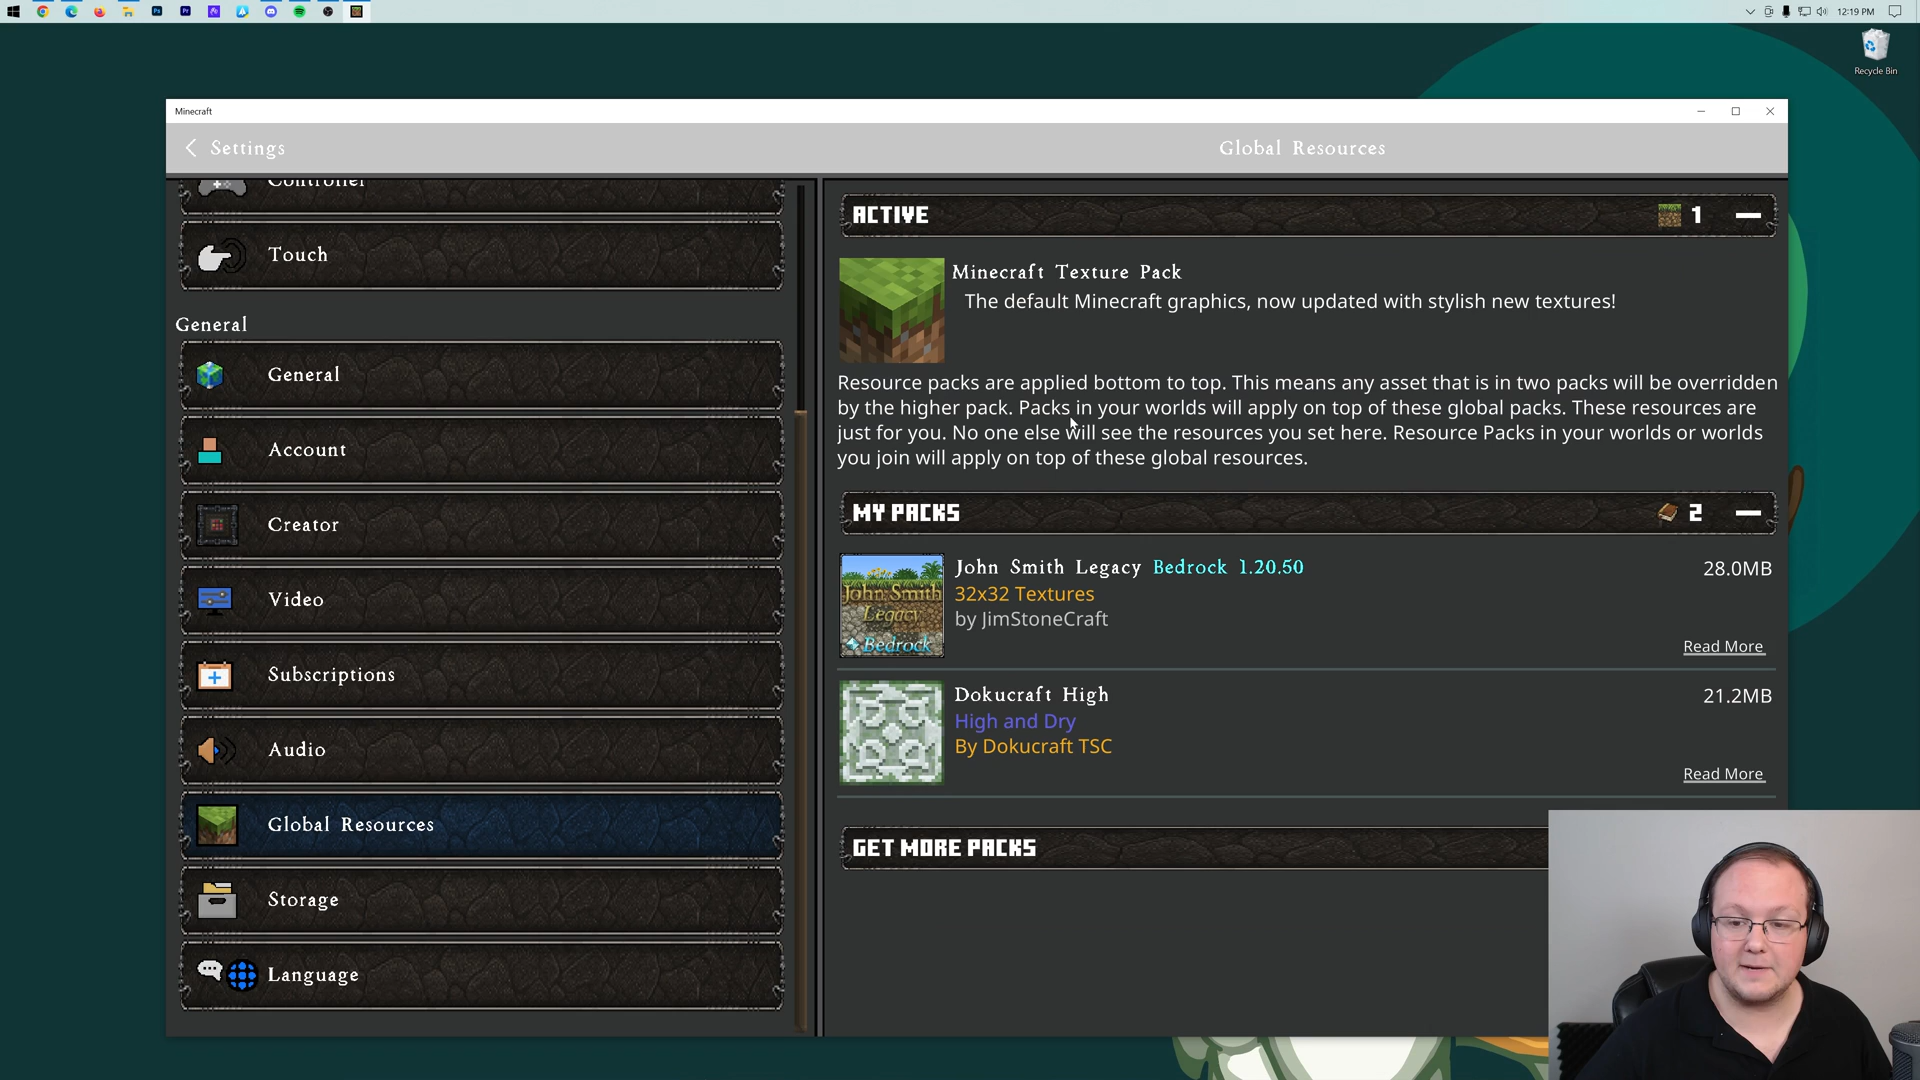 12:19 PM
Recycle Bin
Minecraft
Settings
Global Resources
Controller
Touch
General
General
Account
Creator
Video
Subscriptions
Audio
Global Resources
Storage
Language
ACTIVE
1
Minecraft Texture Pack
The default Minecraft graphics, now updated with stylish new textures!
Resource packs are applied bottom to top. This means any asset that is in two packs will be overridden
by the higher pack. Packs in your worlds will apply on top of these global packs. These resources are
just for you. No one else will see the resources you set here. Resource Packs in your worlds or worlds
you join will apply on top of these global resources.
MY PACKS
2
John Smith
Legacy
Bedrock
John Smith Legacy Bedrock 1.20.50
28.0MB
32x32 Textures
by JimStoneCraft
Read More
Dokucraft High
21.2MB
High and Dry
By Dokucraft TSC
Read More
GET MORE PACKS